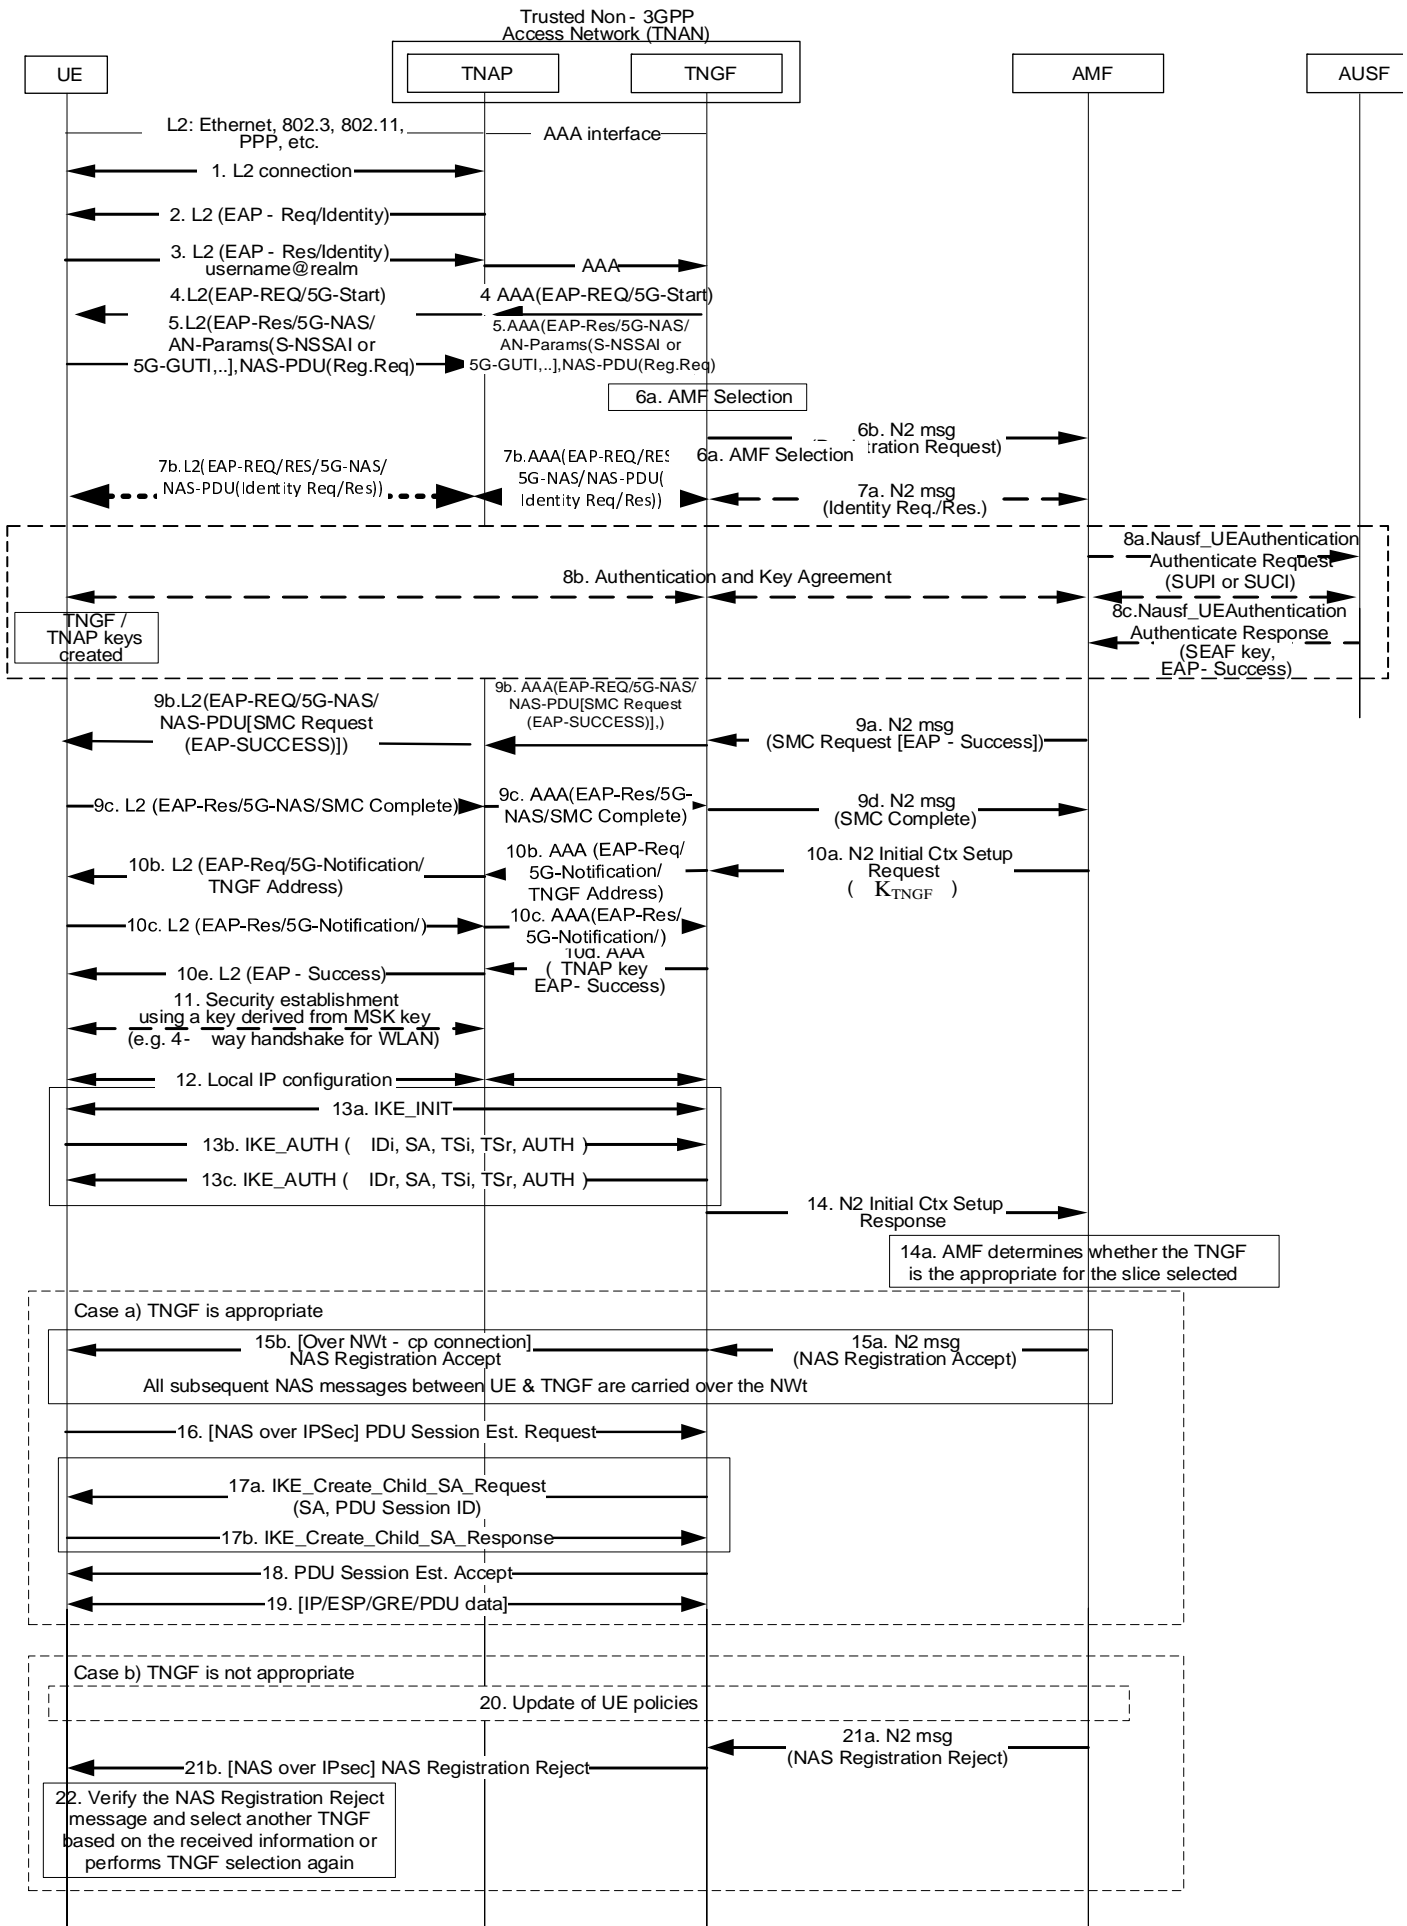 Trusted Non - 3GPP
Access Network (TNAN)
UE
TNAP
TNGF
AMF
AUSF
L2: Ethernet, 802.3, 802.11,
PPP, etc.
AAA interface
1. L2 connection
2. L2 (EAP - Req/Identity)
3. L2 (EAP - Res/Identity)
username@realm
AAA
4.L2(EAP-REQ/5G-Start)
4 AAA(EAP-REQ/5G-Start)
5.L2(EAP-Res/5G-NAS/
AN-Params(S-NSSAI or
5G-GUTI,..],NAS-PDU(Reg.Req)
5.AAA(EAP-Res/5G-NAS/
AN-Params(S-NSSAI or
5G-GUTI,..],NAS-PDU(Reg.Req)
6a. AMF Selection
6b. N2 msg
tration Request)
6a. AMF Selection
7b.L2(EAP-REQ/RES/5G-NAS/
NAS-PDU(Identity Req/Res))
7b.AAA(EAP-REQ/RES
5G-NAS/NAS-PDU(
Identity Req/Res))
7a. N2 msg
(Identity Req./Res.)
8a.Nausf_UEAuthentication
Authenticate Request
(SUPI or SUCI)
8b. Authentication and Key Agreement
8c.Nausf_UEAuthentication
Authenticate Response
(SEAF key,
EAP- Success)
TNGF /
TNAP keys
created
9b.L2(EAP-REQ/5G-NAS/
NAS-PDU[SMC Request
(EAP-SUCCESS)])
9b. AAA(EAP-REQ/5G-NAS/
NAS-PDU[SMC Request
(EAP-SUCCESS)],)
9a. N2 msg
(SMC Request [EAP - Success])
9c. L2 (EAP-Res/5G-NAS/SMC Complete)
9c. AAA(EAP-Res/5G-
NAS/SMC Complete)
9d. N2 msg
(SMC Complete)
10b. L2 (EAP-Req/5G-Notification/
TNGF Address)
10b. AAA (EAP-Req/
5G-Notification/
TNGF Address)
10a. N2 Initial Ctx Setup
Request
( KTNGF )
10c. L2 (EAP-Res/5G-Notification/)
10c. AAA(EAP-Res/
5G-Notification/)
10e. L2 (EAP - Success)
10d. AAA
( TNAP key
EAP- Success)
11. Security establishment
using a key derived from MSK key
(e.g. 4- way handshake for WLAN)
12. Local IP configuration
13a. IKE_INIT
13b. IKE_AUTH ( IDi, SA, TSi, TSr, AUTH )
13c. IKE_AUTH ( IDr, SA, TSi, TSr, AUTH )
14. N2 Initial Ctx Setup
Response
14a. AMF determines whether the TNGF
is the appropriate for the slice selected
Case a) TNGF is appropriate
15b. [Over NWt - cp connection]
NAS Registration Accept
15a. N2 msg
(NAS Registration Accept)
All subsequent NAS messages between UE & TNGF are carried over the NWt
16. [NAS over IPSec] PDU Session Est. Request
17a. IKE_Create_Child_SA_Request
(SA, PDU Session ID)
17b. IKE_Create_Child_SA_Response
18. PDU Session Est. Accept
19. [IP/ESP/GRE/PDU data]
Case b) TNGF is not appropriate
20. Update of UE policies
21a. N2 msg
(NAS Registration Reject)
21b. [NAS over IPsec] NAS Registration Reject
22. Verify the NAS Registration Reject
message and select another TNGF
based on the received information or
performs TNGF selection again